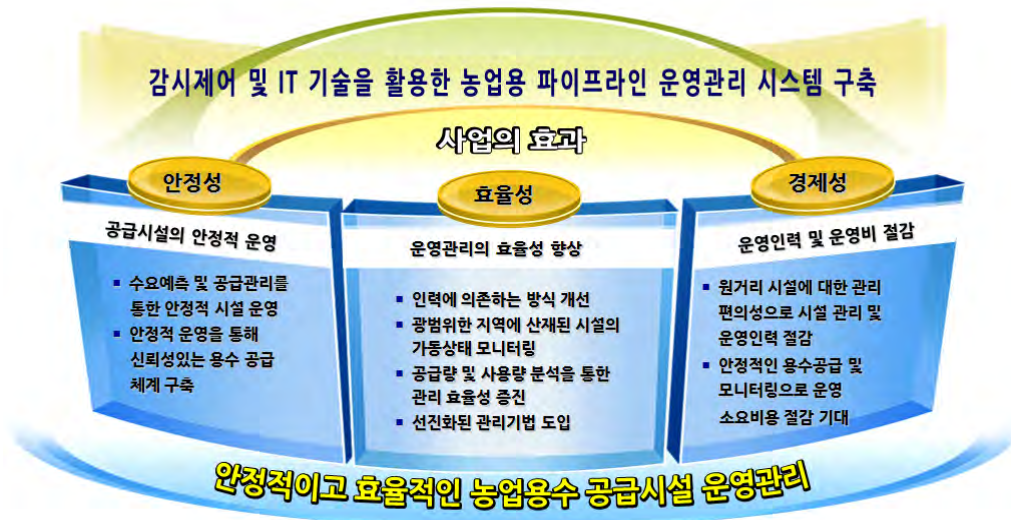 감시제어 및 IT 기술을 활용한 농업용 파이프라인 운영관리 시스템 구축
사업의 효과
안정성
공급시설의 안정적 운영
▪ 수요예측 및 공급관리를
통한 안정적 시설 운영
▪ 안정적 운영을 통해
신뢰성있는 용수 공급
체계 구축
효율성
운영관리의 효율성 향상
▪ 인력에 의존하는 방식 개선
▪ 광범위한 지역에 산재된 시설의
가동상태 모니터링
▪ 공급량 및 사용량 분석을 통한
관리 효율성 증진
▪ 선진화된 관리기법 도입
경제성
운영인력 및 운영비 절감
▪ 원거리 시설에 대한 관리
편의성으로 시설 관리 및
운영인력 절감
▪ 안정적인 용수공급 및
모니터링으로 운영
소요비용 절감 기대
안정적이고 효율적인 농업용수 공급시설 운영관리